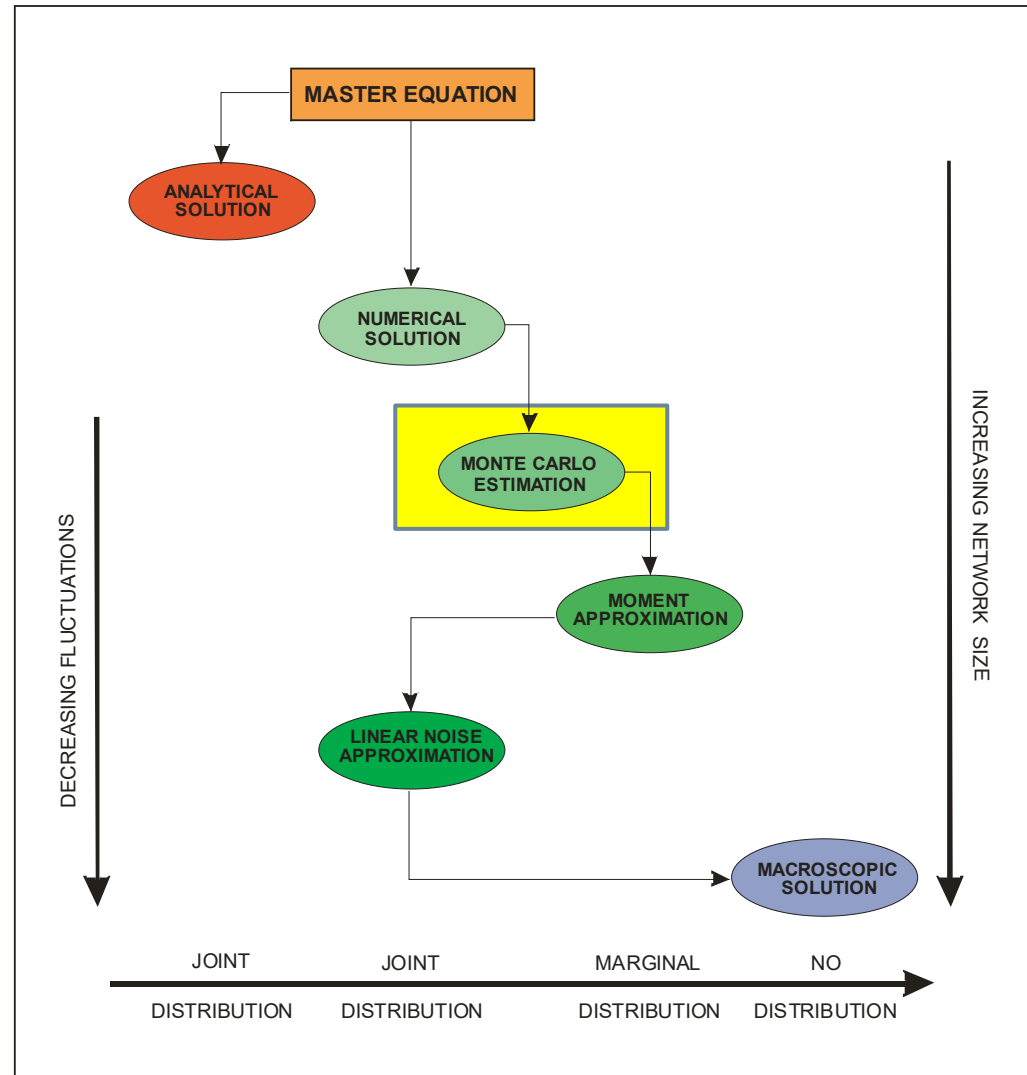 MASTER EQUATION
ANALYTICAL
SOLUTION
NUMERICAL
SOLUTION
MONTE CARLO
ESTIMATION
MOMENT
APPROXIMATION
LINEAR NOISE
APPROXIMATION
MACROSCOPIC
SOLUTION
DECREASING FLUCTUATIONS
INCREASING NETWORK SIZE
JOINT JOINT MARGINAL NO
DISTRIBUTION DISTRIBUTION DISTRIBUTION DISTRIBUTION